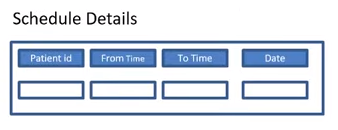 Schedule Details
Patient id From Time To Time Date